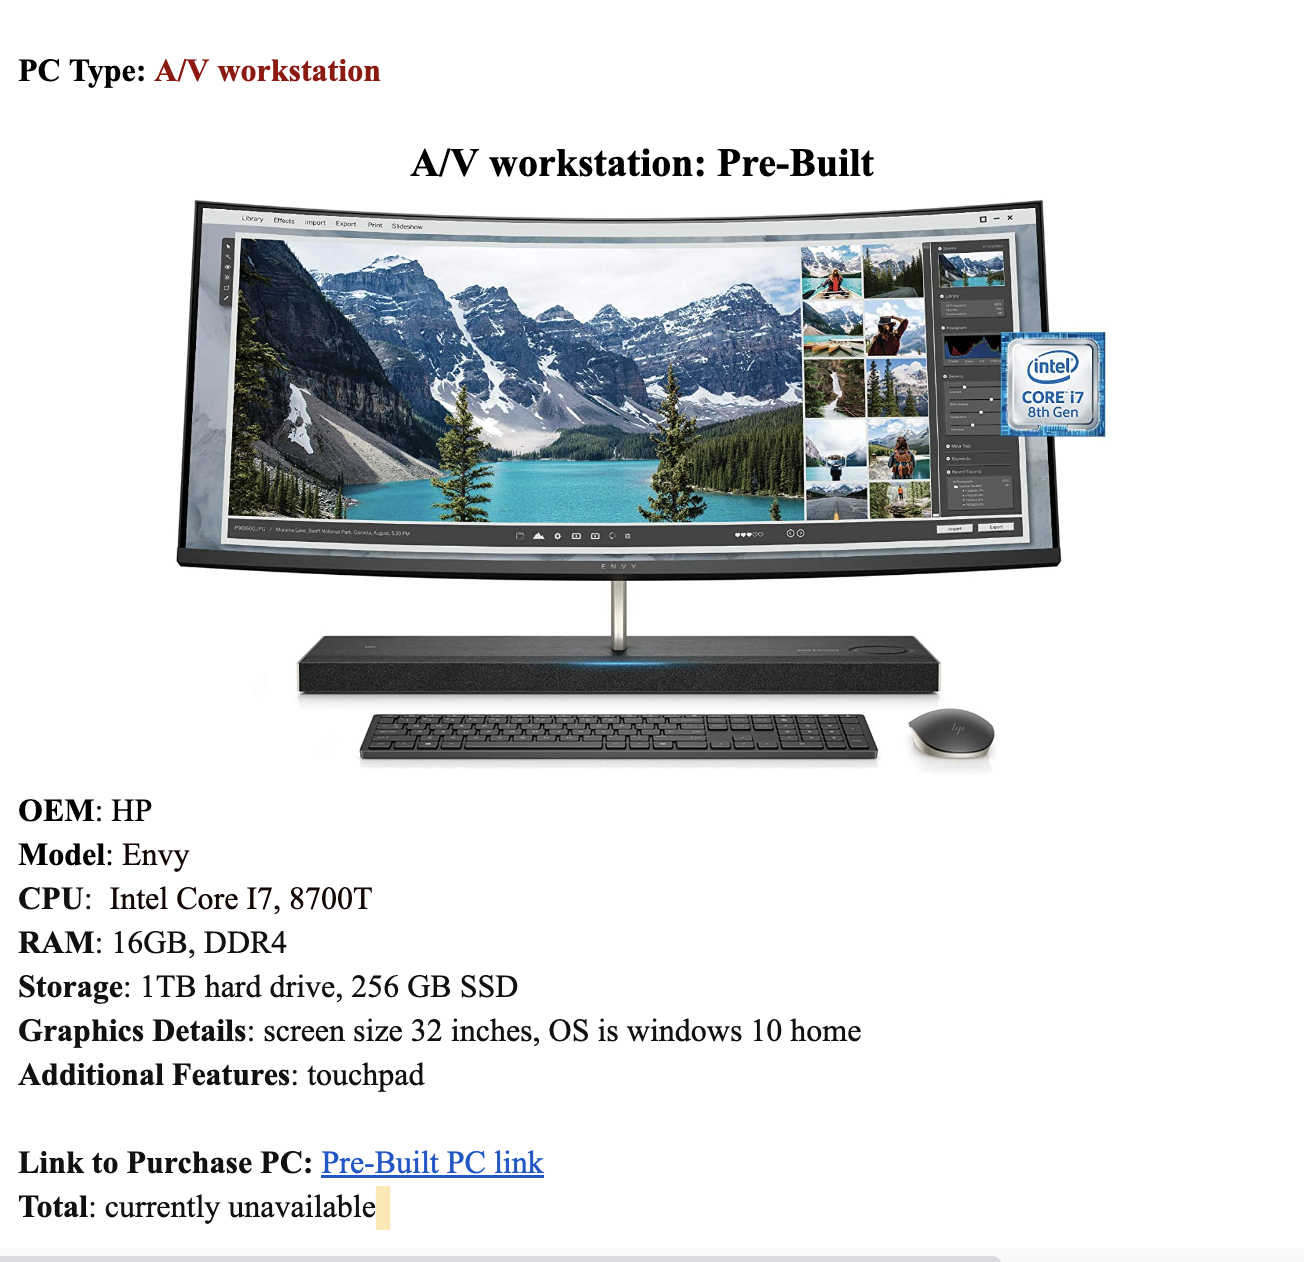 PC Type: A/V workstation
A/V workstation: Pre-Built
Library Effects Import Export Print Slideshow
intel
CORE i7
8th Gen
Import Export
ENVY
hp
OEM: HP
Model: Envy
CPU:  Intel Core I7, 8700T
RAM: 16GB, DDR4
Storage: 1TB hard drive, 256 GB SSD
Graphics Details: screen size 32 inches, OS is windows 10 home
Additional Features: touchpad
Link to Purchase PC: Pre-Built PC link
Total: currently unavailable